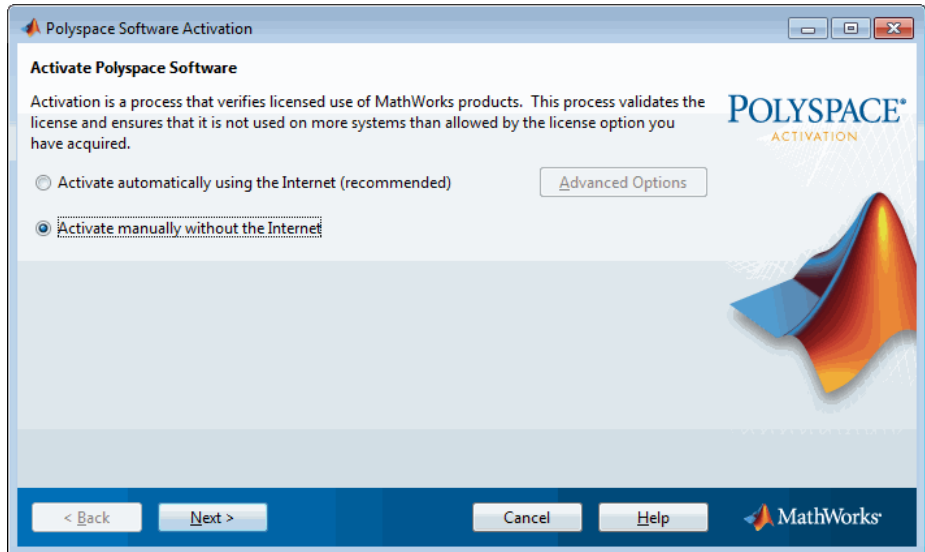 Polyspace Software Activation
Activate Polyspace Software
Activation is a process that verifies licensed use of MathWorks products. This process validates the
license and ensures that it is not used on more systems than allowed by the license option you
have acquired.
POLYSPACE®
ACTIVATION
Activate automatically using the Internet (recommended)
Advanced Options
Activate manually without the Internet
< Back
Next >
Cancel
Help
MathWorks®